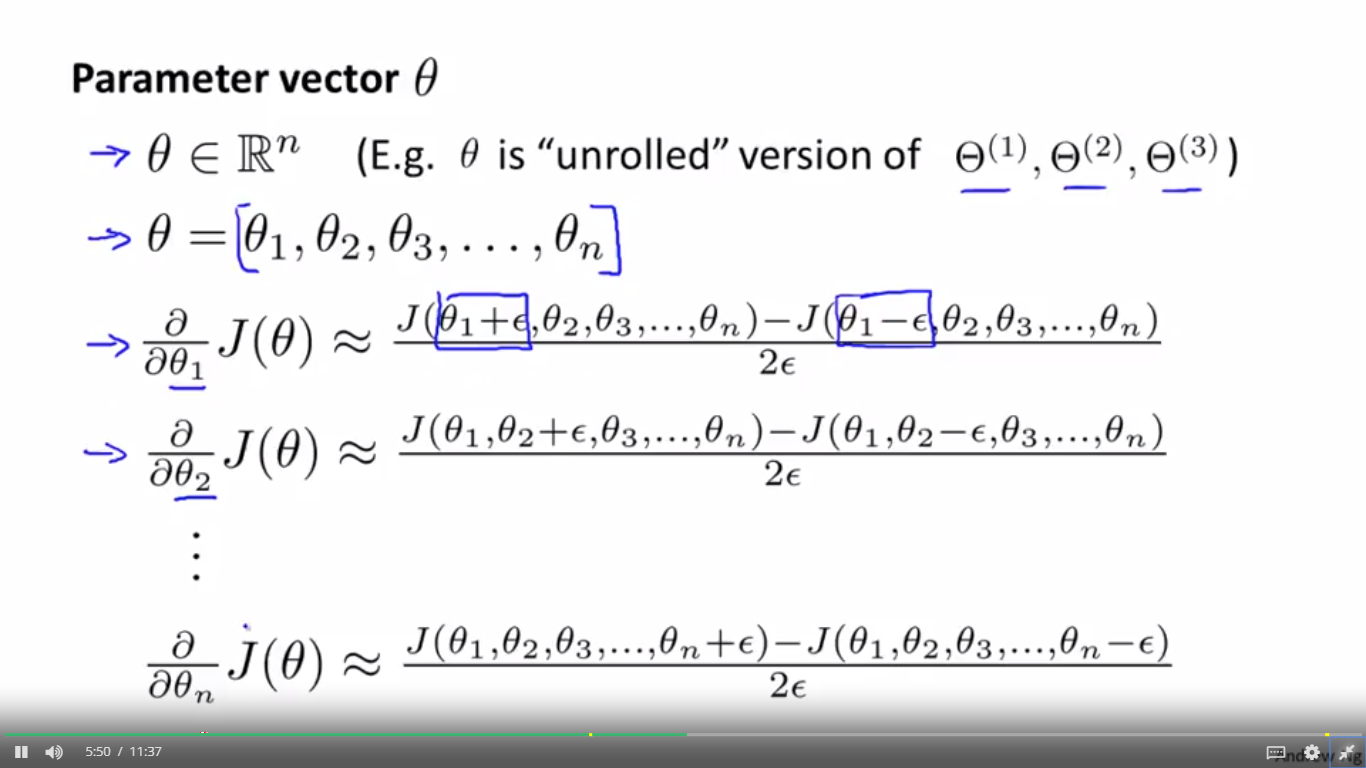 Parameter vector θ
→ θ ∈ ℝⁿ (E.g. θ is “unrolled” version of Θ⁽¹⁾, Θ⁽²⁾, Θ⁽³⁾)
→ θ = [θ₁, θ₂, θ₃, . . . , θₙ]
→ ∂/∂θ₁ J(θ) ≈ (J(θ₁+ϵ,θ₂,θ₃,...,θₙ)−J(θ₁−ϵ,θ₂,θ₃,...,θₙ))/2ϵ
→ ∂/∂θ₂ J(θ) ≈ (J(θ₁,θ₂+ϵ,θ₃,...,θₙ)−J(θ₁,θ₂−ϵ,θ₃,...,θₙ))/2ϵ
⋮
∂/∂θₙ J(θ) ≈ (J(θ₁,θ₂,θ₃,...,θₙ+ϵ)−J(θ₁,θ₂,θ₃,...,θₙ−ϵ))/2ϵ
5:50 / 11:37